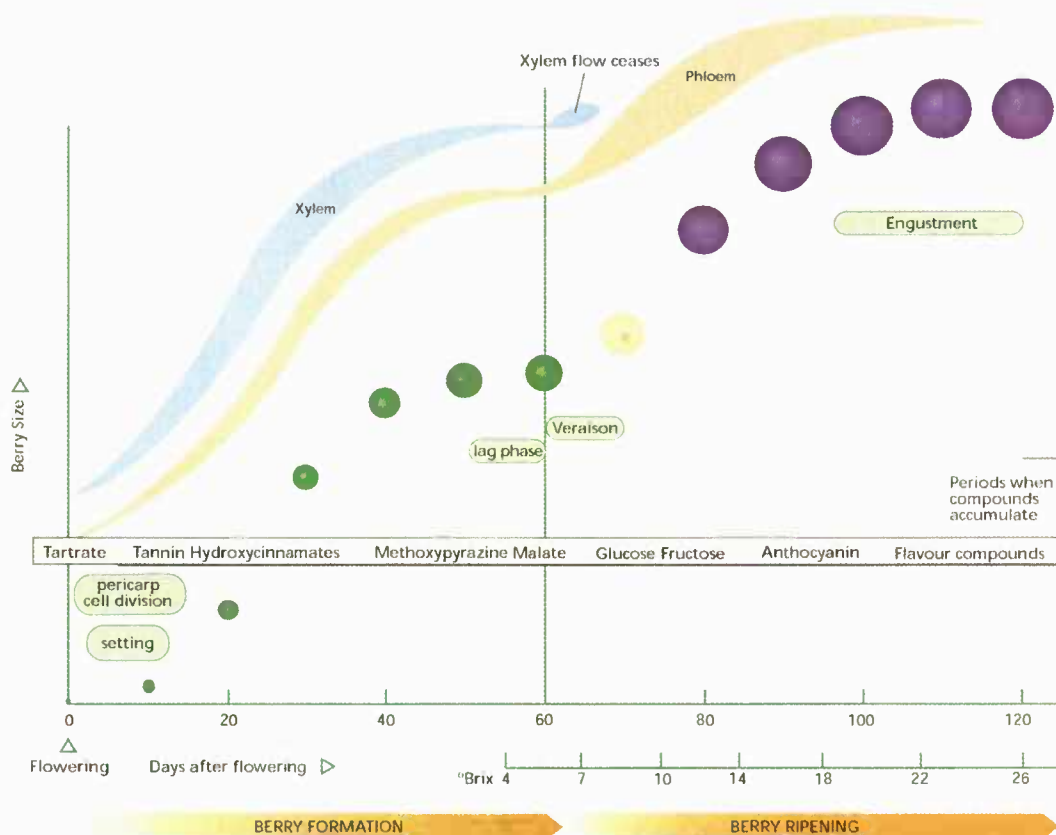 Xylem flow ceases
Phloem
Xylem
Engustment
Berry Size
Veraison
lag phase
Periods when
compounds
accumulate
Tartrate Tannin Hydroxycinnamates Methoxypyrazine Malate Glucose Fructose Anthocyanin Flavour compounds
pericarp
cell division
setting
0 20 40 60 80 100 120
Flowering Days after flowering
°Brix 4 7 10 14 18 22 26
BERRY FORMATION BERRY RIPENING